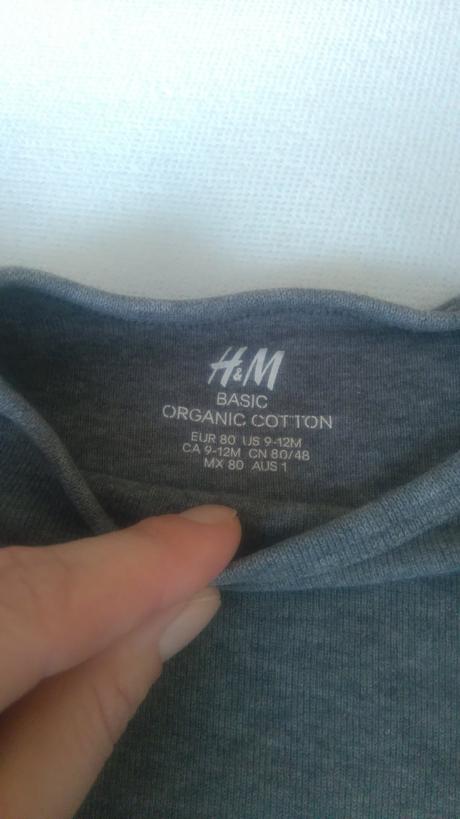 H&M
BASIC
ORGANIC COTTON
EUR 80 US 9-12M
CA 9-12M CN 80/48
MX 80 AUS 1